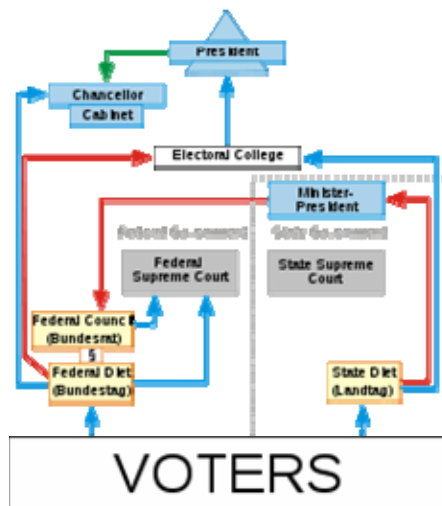 President
Chancellor
Cabinet
Electoral College
Minister-
President
Federal
Supreme Court
State Supreme
Court
Federal Council
(Bundesrat)
§
Federal Diet
(Bundestag)
State Diet
(Landtag)
VOTERS